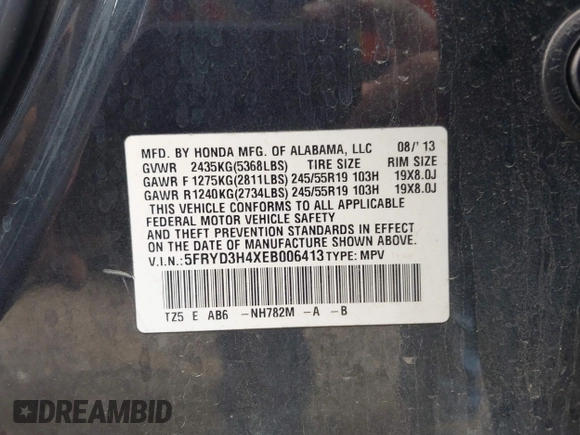 MFD. BY HONDA MFG. OF ALABAMA, LLC 08/'13
GVWR 2435KG(5368LBS) TIRE SIZE RIM SIZE
GAWR F 1275KG(2811LBS) 245/55R19 103H 19X8.0J
GAWR R1240KG(2734LBS) 245/55R19 103H 19X8.0J
THIS VEHICLE CONFORMS TO ALL APPLICABLE
FEDERAL MOTOR VEHICLE SAFETY
AND THEFT PREVENTION STANDARDS IN EFFECT
ON THE DATE OF MANUFACTURE SHOWN ABOVE.
V.I.N.: 5FRYD3H4XEB006413 TYPE: MPV
TZ5 E AB6 -NH782M -A -B
DREAMBID